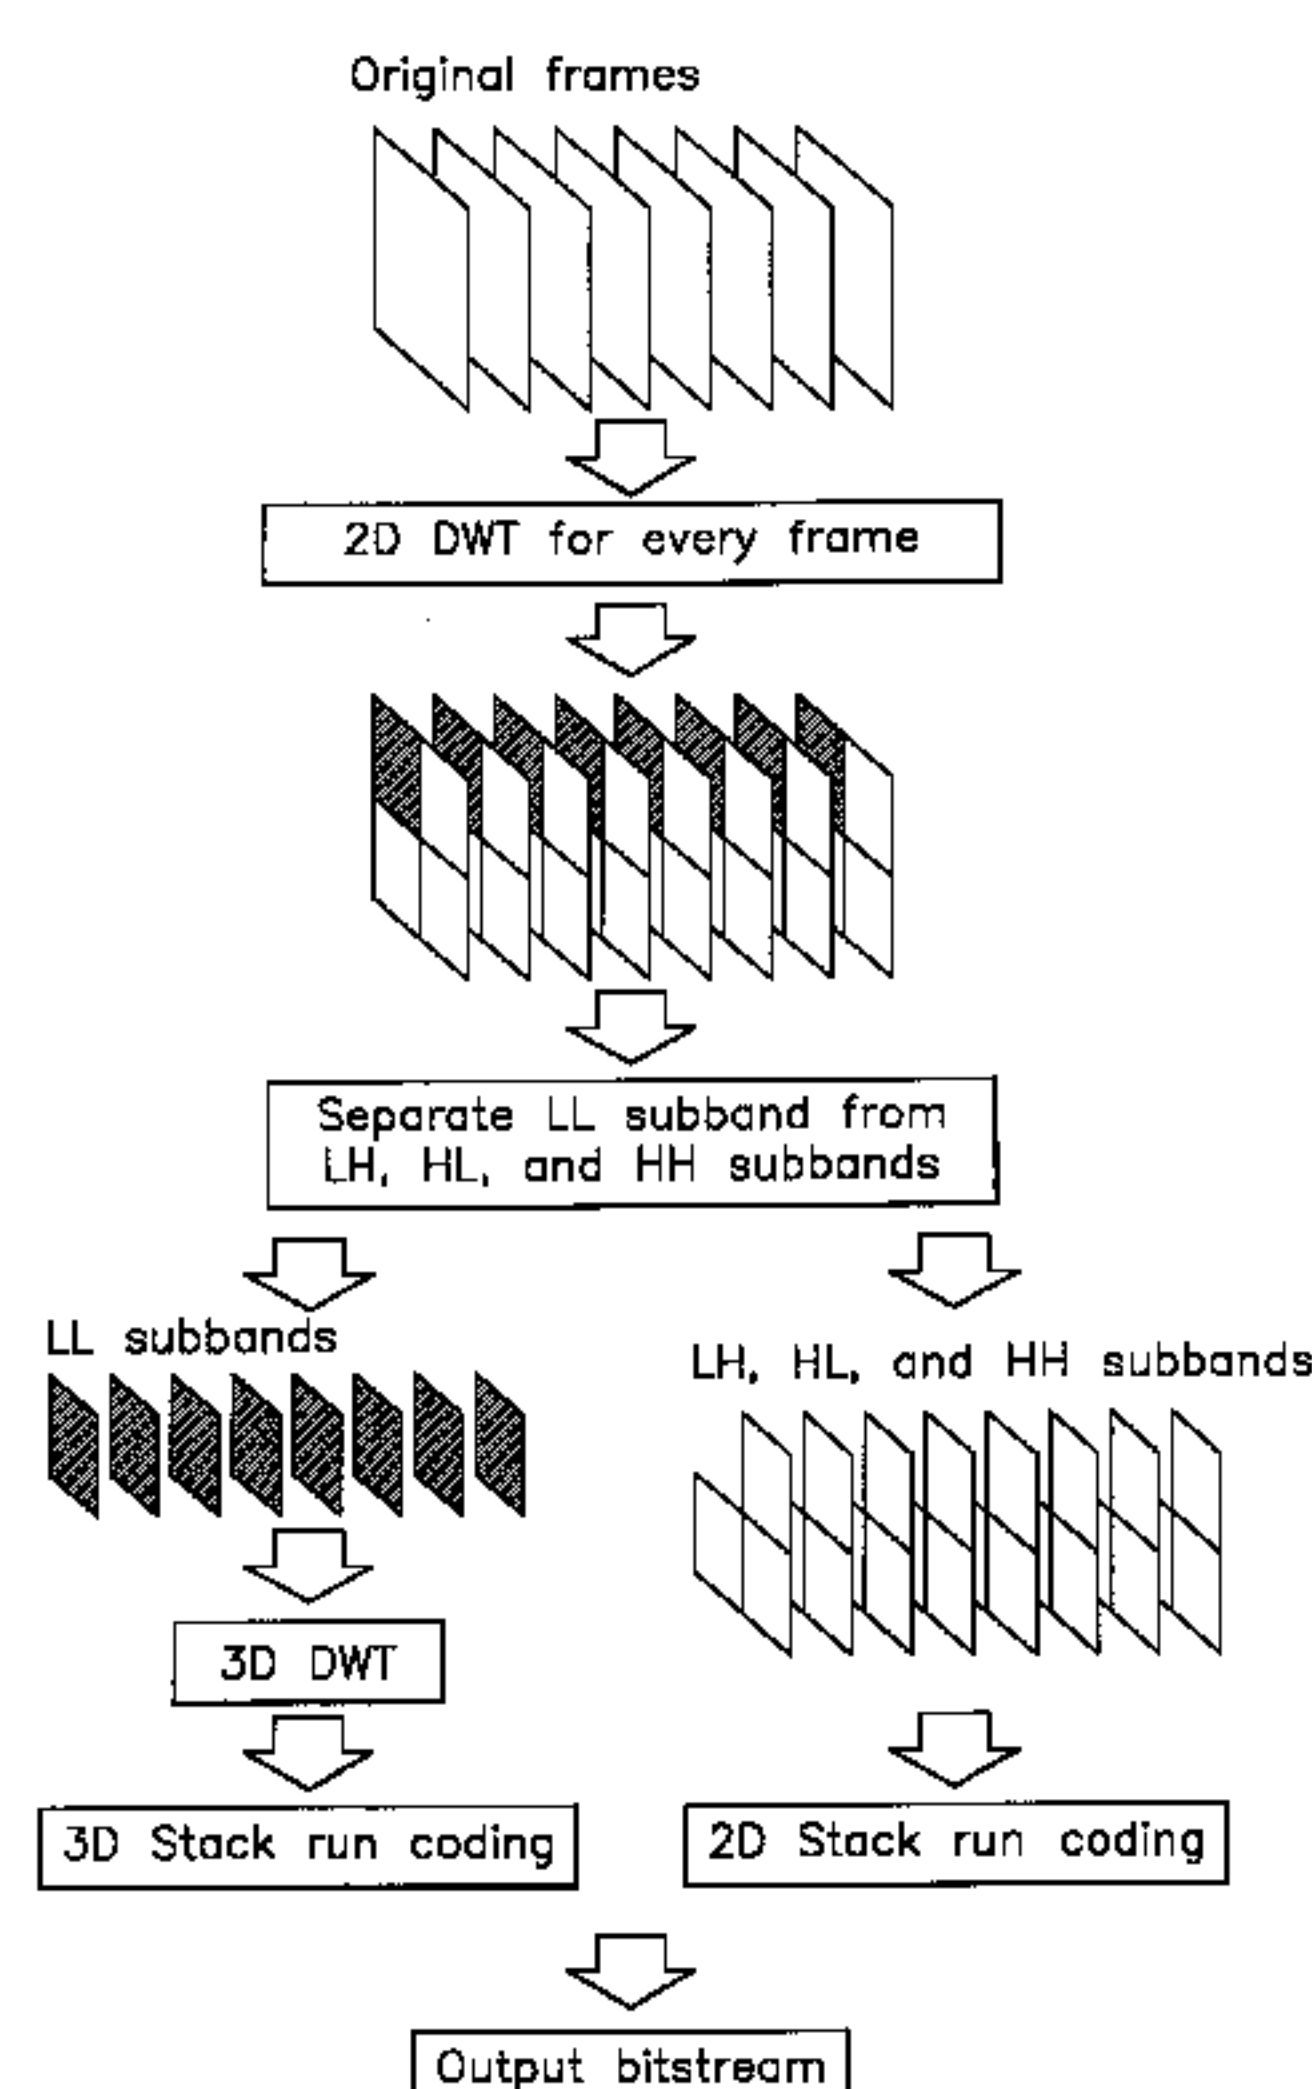 Original frames
2D DWT for every frame
Separate LL subband from
LH, HL, and HH subbands
LL subbands
LH, HL, and HH subbands
3D DWT
3D Stack run coding
2D Stack run coding
Output bitstream